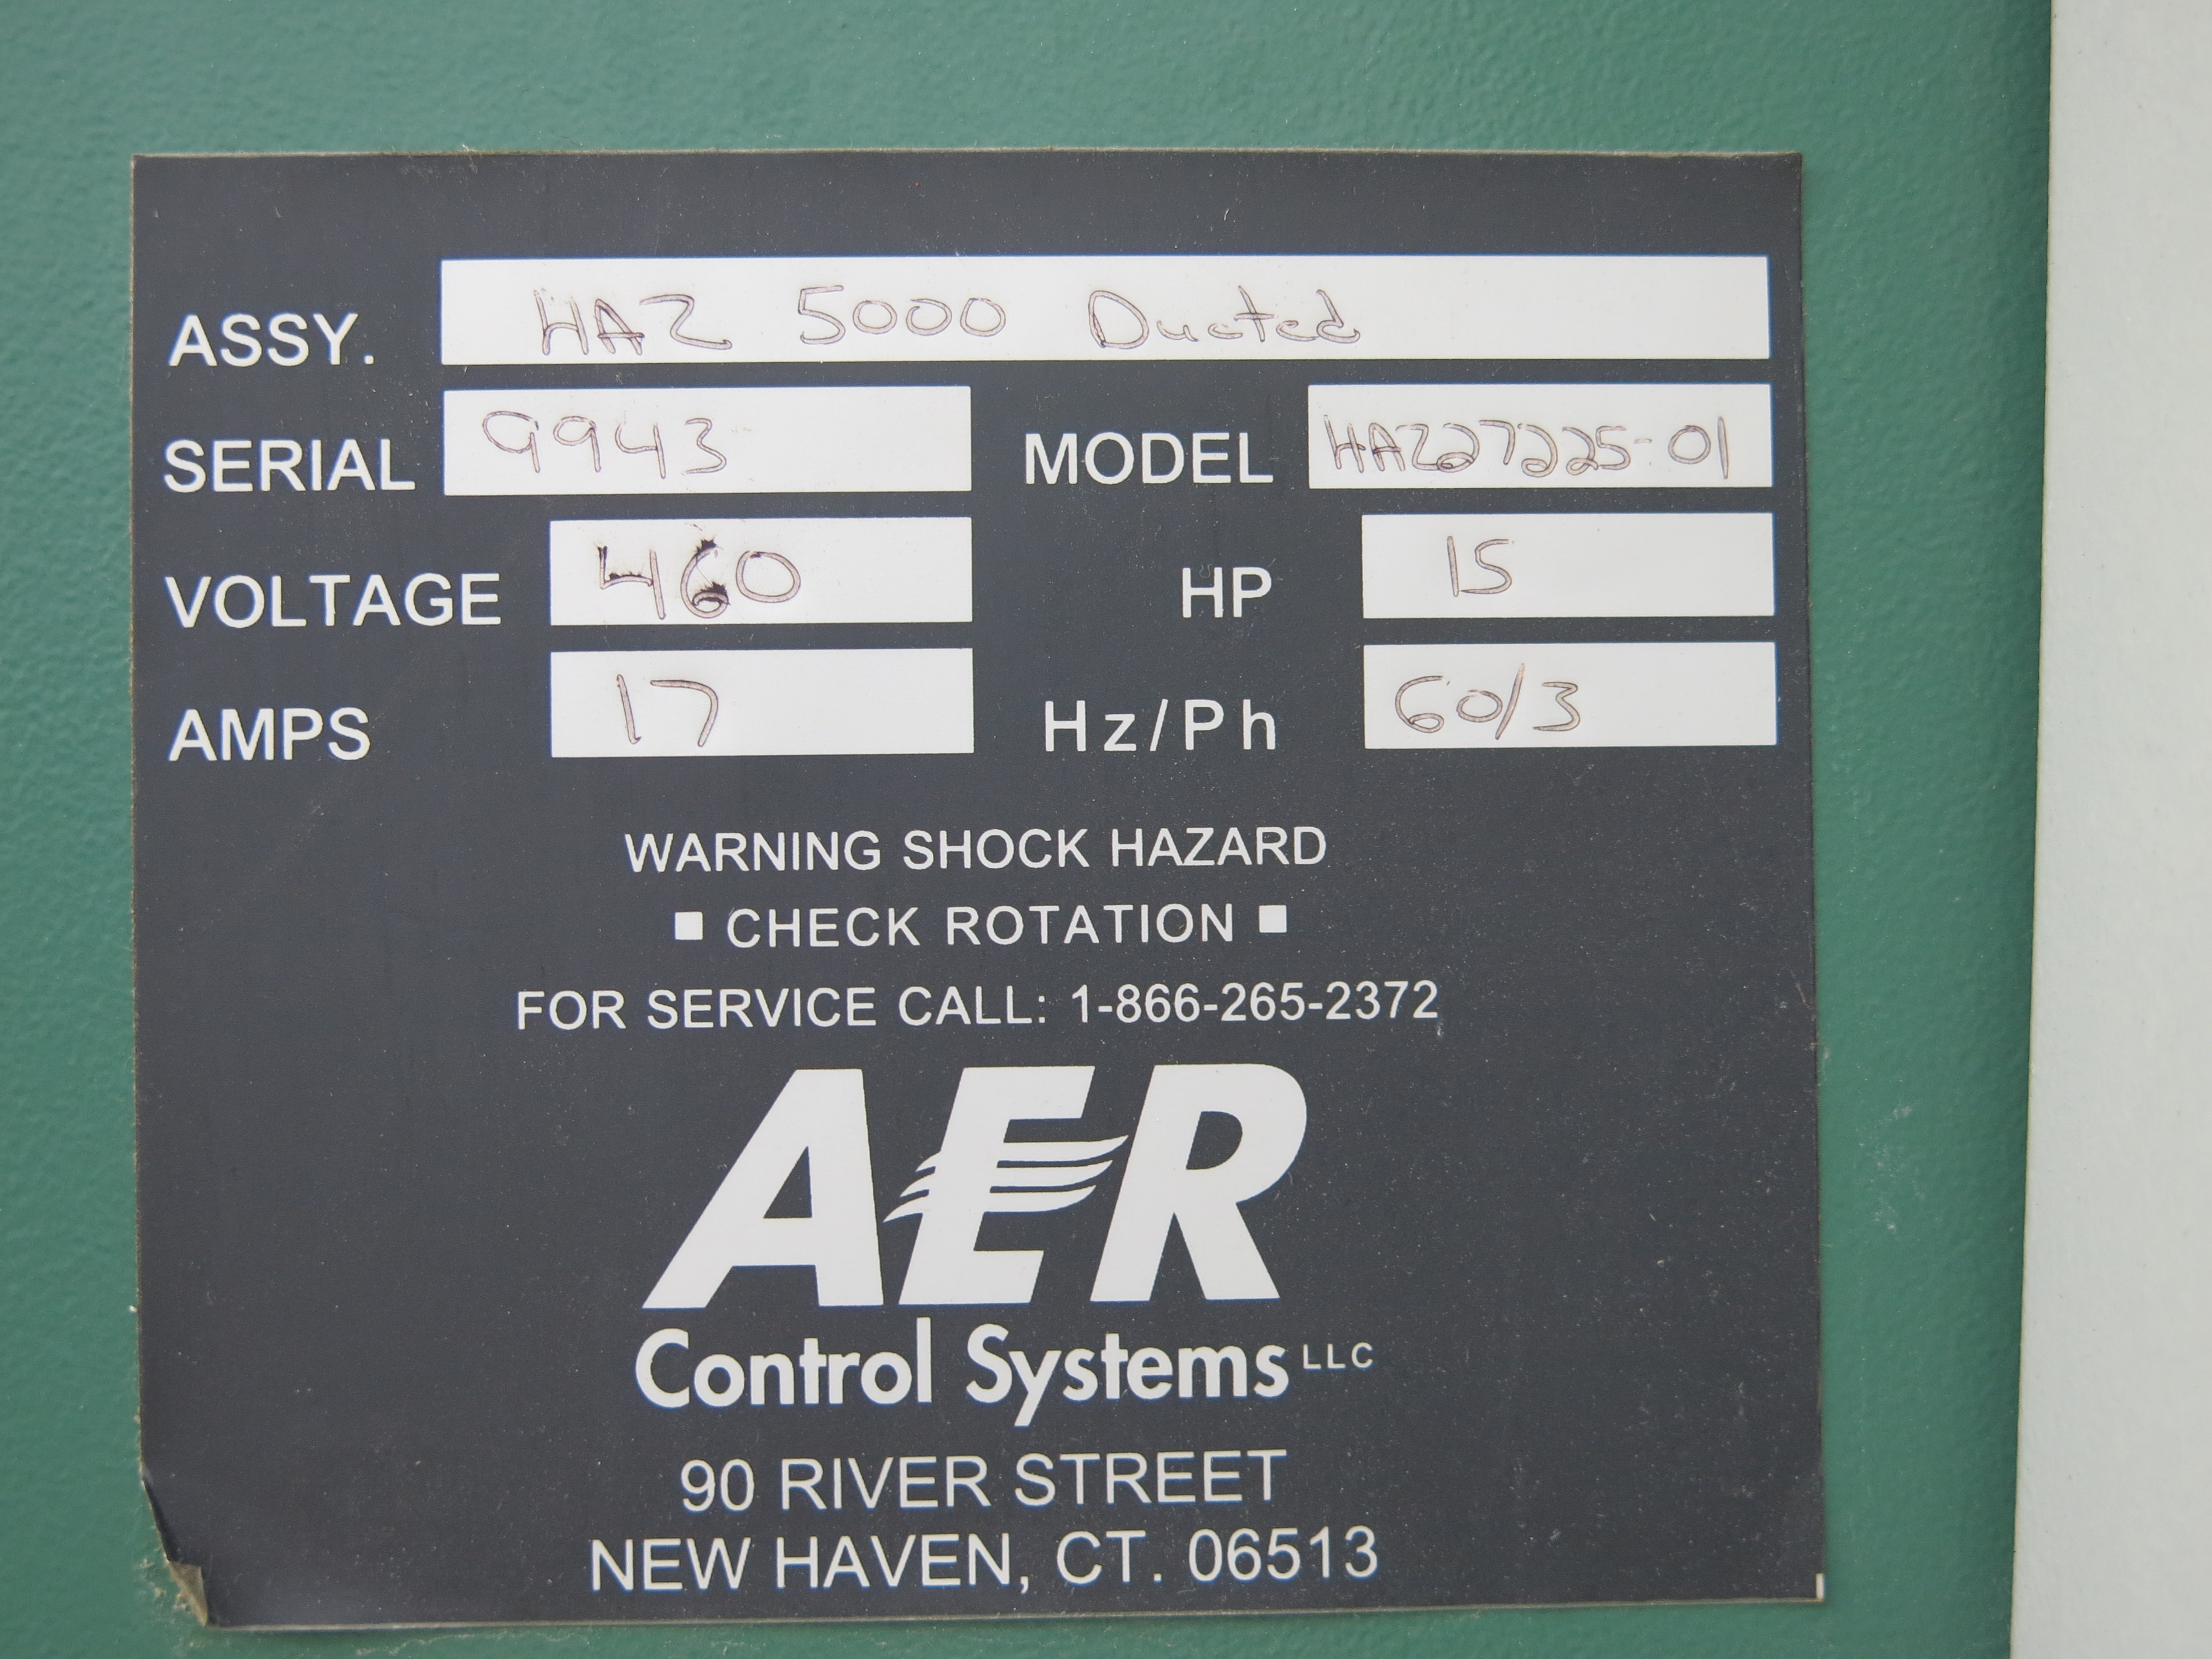 ASSY. HAZ 5000 Ducted
SERIAL 9943 MODEL HAZ27225-01
VOLTAGE 460 HP 15
AMPS 17 Hz/Ph 60/3
WARNING SHOCK HAZARD
▪ CHECK ROTATION ▪
FOR SERVICE CALL: 1-866-265-2372
AER
Control Systems LLC
90 RIVER STREET
NEW HAVEN, CT. 06513